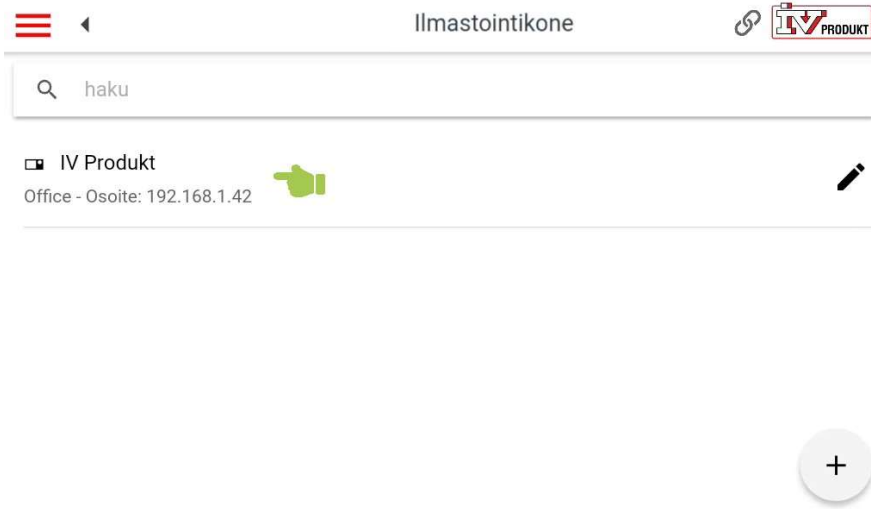 Ilmastointikone
IV PRODUKT
haku
IV Produkt
Office - Osoite: 192.168.1.42